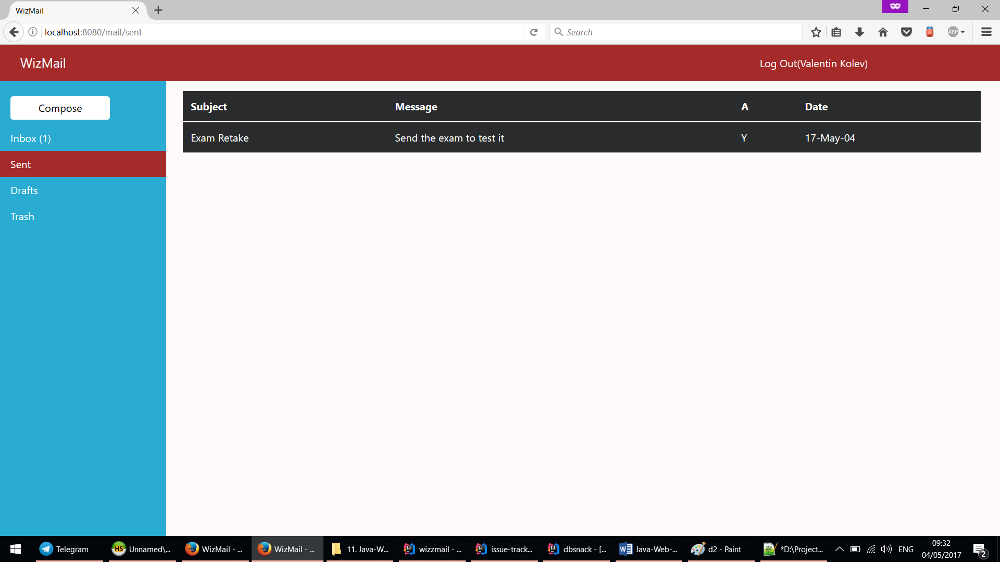 WizMail
localhost:8080/mail/sent
Search
ABP
WizMail
Log Out(Valentin Kolev)
Compose
Inbox (1)
Sent
Drafts
Trash
Subject Message A Date
Exam Retake Send the exam to test it Y 17-May-04
Telegram
HS Unnamed\...
WizMail - ...
WizMail - ...
11. Java-W...
wizzmail - ...
issue-track...
dbsnack - [...
Java-Web-...
d2 - Paint
*D:\Project...
ENG
09:32
04/05/2017
2